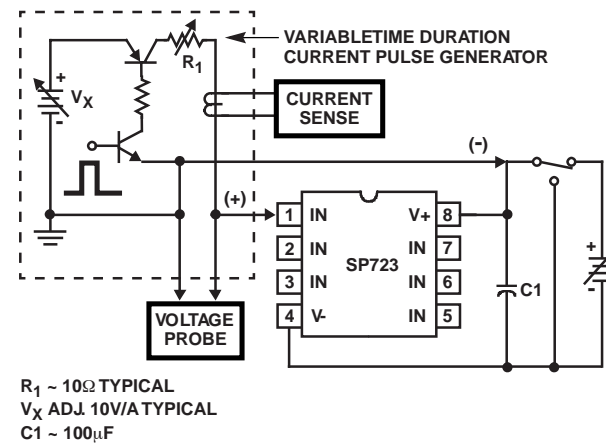 VARIABLETIME DURATION
CURRENT PULSE GENERATOR
R1
+
VX
-
CURRENT
SENSE
(-)
(+)
1 IN V+ 8
2 IN IN 7
SP723
3 IN IN 6
4 V- IN 5
+
-
C1
VOLTAGE
PROBE
R1 ~ 10Ω TYPICAL
VX ADJ. 10V/A TYPICAL
C1 ~ 100μF